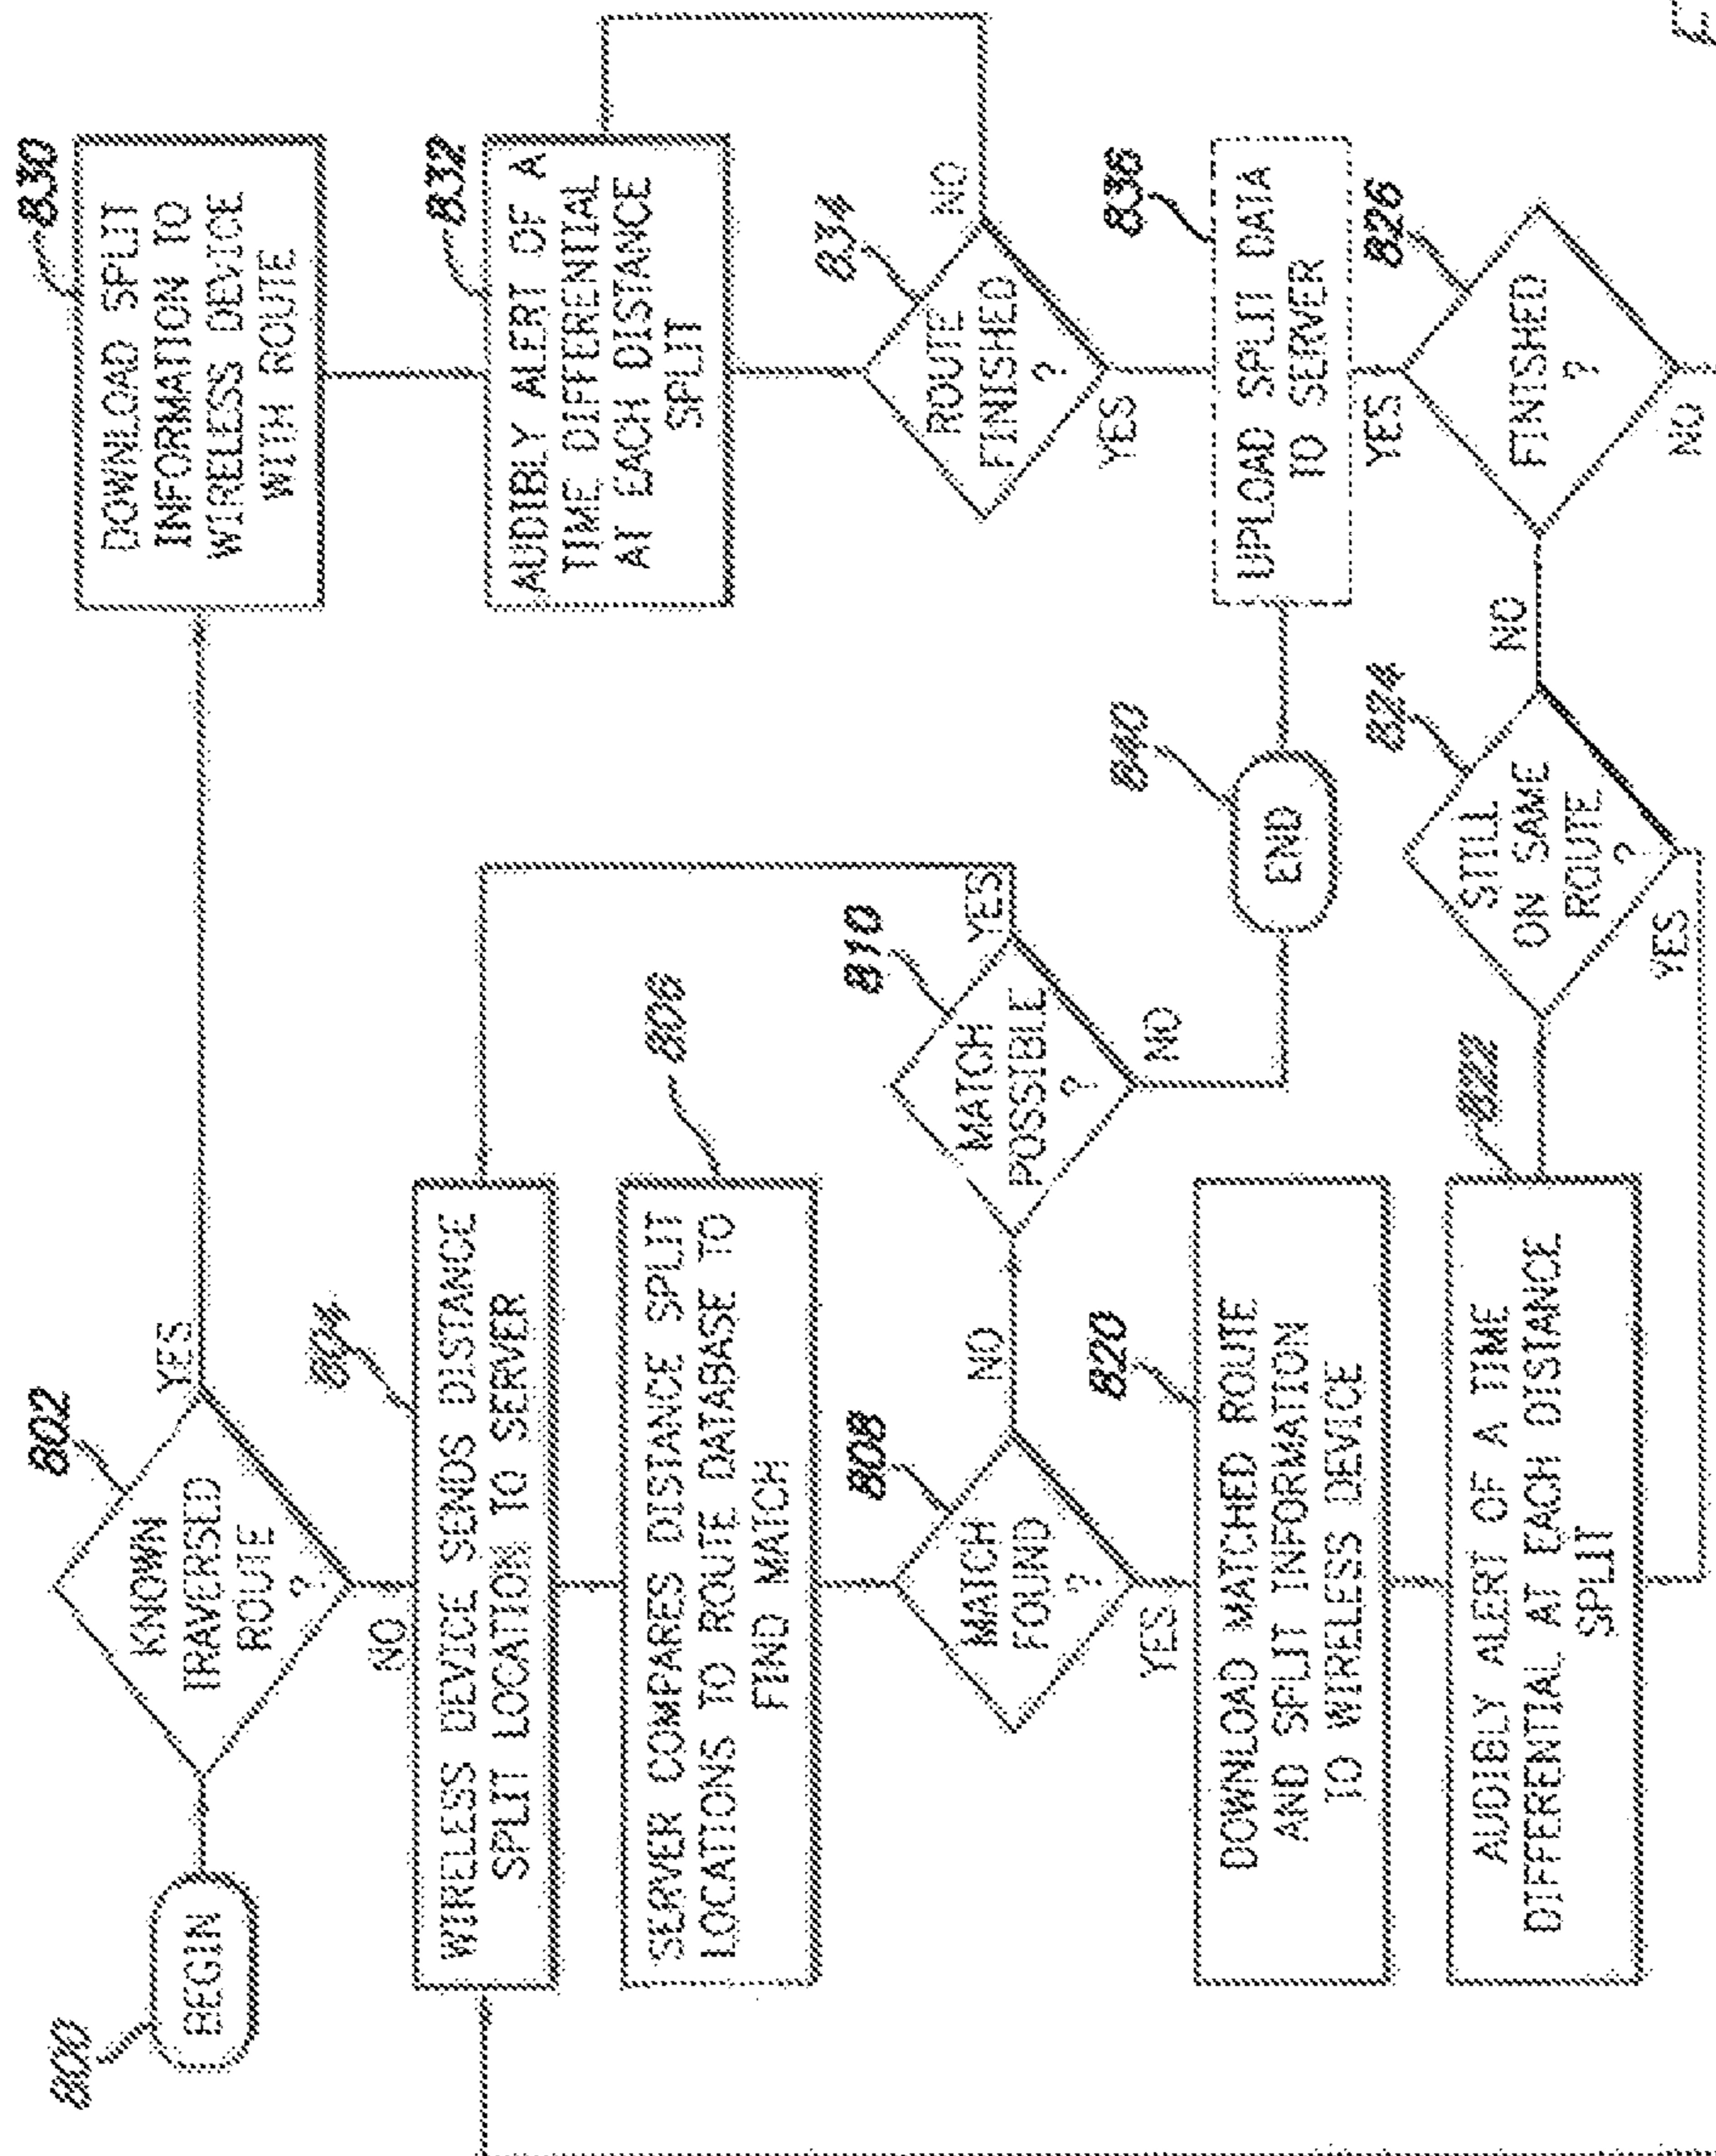 800
BEGIN
802
KNOWN
TRAVERSED
ROUTE
?
YES
NO
830
DOWNLOAD SPLIT
INFORMATION TO
WIRELESS DEVICE
WITH ROUTE
804
WIRELESS DEVICE SENDS DISTANCE
SPLIT LOCATION TO SERVER
806
SERVER COMPARES DISTANCE SPLIT
LOCATIONS TO ROUTE DATABASE TO
FIND MATCH
832
AUDIBLY ALERT OF A
TIME DIFFERENTIAL
AT EACH DISTANCE
SPLIT
808
MATCH
FOUND
?
NO
YES
810
MATCH
POSSIBLE
?
YES
NO
834
ROUTE
FINISHED
?
NO
YES
820
DOWNLOAD MATCHED ROUTE
AND SPLIT INFORMATION
TO WIRELESS DEVICE
840
END
836
UPLOAD SPLIT DATA
TO SERVER
822
AUDIBLY ALERT OF A TIME
DIFFERENTIAL AT EACH DISTANCE
SPLIT
824
STILL
ON SAME
ROUTE
?
NO
YES
826
YES
FINISHED
?
NO